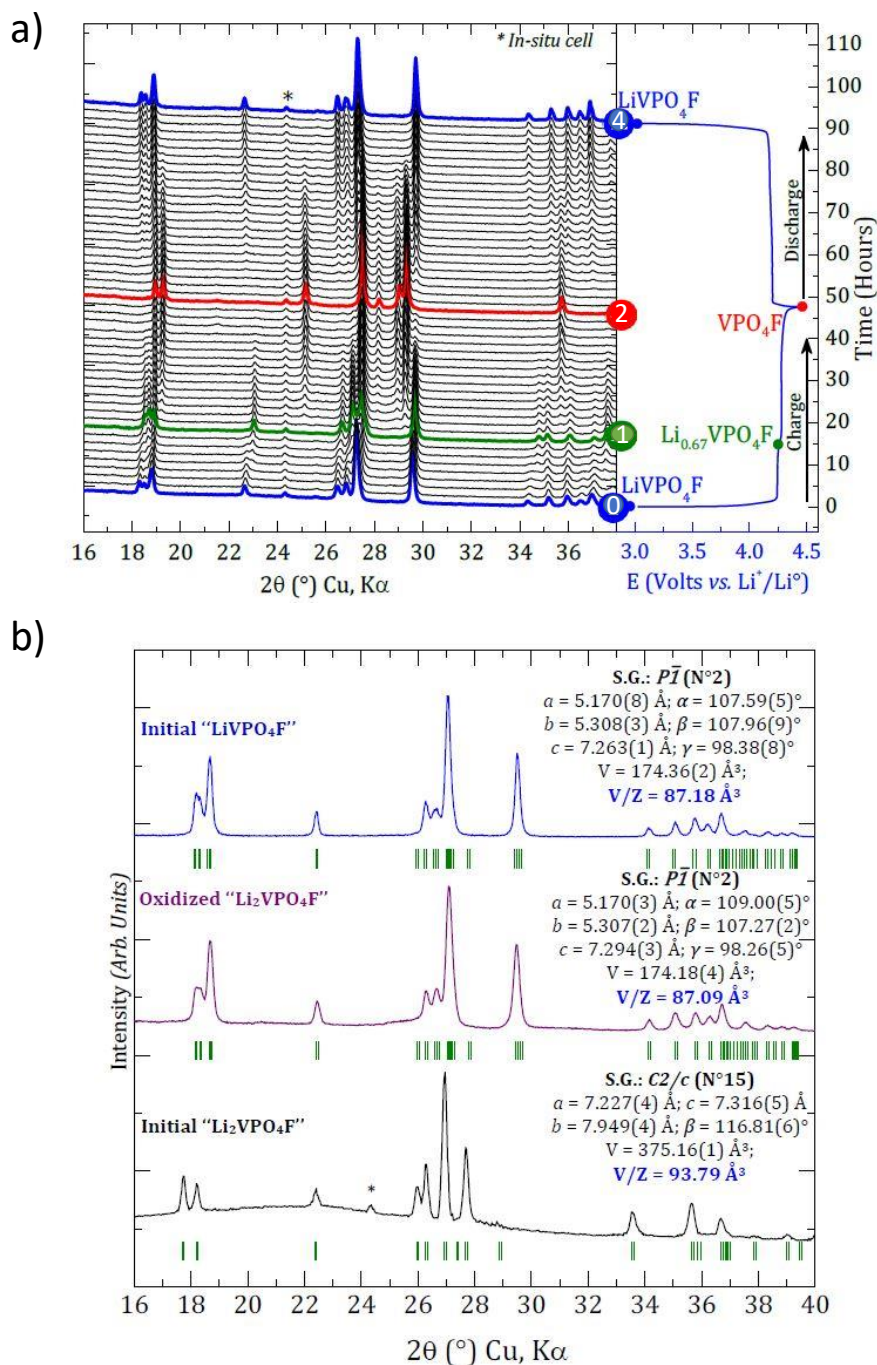 a)
* In-situ cell
LiVPO₄F
4
2
VPO₄F
1
Li₀.₆₇VPO₄F
LiVPO₄F
0
Discharge
Charge
110
100
90
80
70
60
50
40
30
20
10
0
Time (Hours)
16 18 20 22 24 26 28 30 32 34 36
3.0 3.5 4.0 4.5
2θ (°) Cu, Kα
E (Volts vs. Li⁺/Li°)
b)
Initial "LiVPO₄F"
S.G.: P1̅ (N°2)
a = 5.170(8) Å; α = 107.59(5)°
b = 5.308(3) Å; β = 107.96(9)°
c = 7.263(1) Å; γ = 98.38(8)°
V = 174.36(2) Å³;
V/Z = 87.18 Å³
Oxidized "Li₂VPO₄F"
S.G.: P1̅ (N°2)
a = 5.170(3) Å; α = 109.00(5)°
b = 5.307(2) Å; β = 107.27(2)°
c = 7.294(3) Å; γ = 98.26(5)°
V = 174.18(4) Å³;
V/Z = 87.09 Å³
Initial "Li₂VPO₄F"
S.G.: C2/c (N°15)
a = 7.227(4) Å; c = 7.316(5) Å
b = 7.949(4) Å; β = 116.81(6)°
V = 375.16(1) Å³;
V/Z = 93.79 Å³
*
Intensity (Arb. Units)
16 18 20 22 24 26 28 30 32 34 36 38 40
2θ (°) Cu, Kα